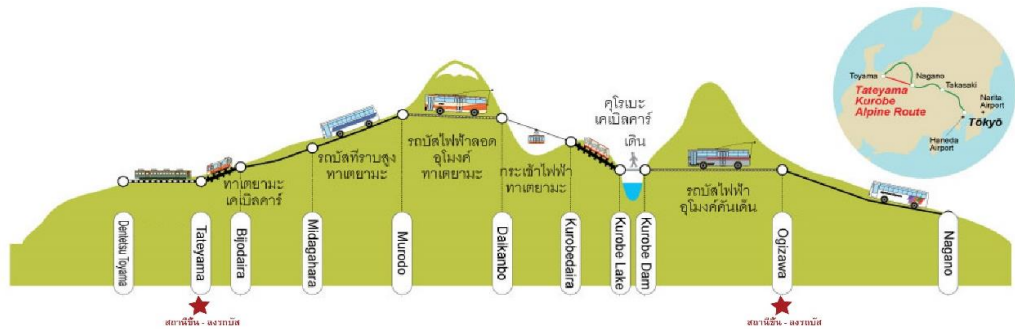 Toyama
Nagano
Takasaki
Tateyama
Kurobe
Alpine Route
Narita
Airport
Tōkyō
Haneda
Airport
ทาเตยามะ
เคเบิลคาร์
รถบัสที่ราบสูง
ทาเตยามะ
รถบัสไฟฟ้าลอด
อุโมงค์
ทาเตยามะ
กระเช้าไฟฟ้า
ทาเตยามะ
คุโรเบะ
เคเบิลคาร์
เดิน
รถบัสไฟฟ้า
อุโมงค์คันเด็น
Dentetsu Toyama
Tateyama
Bijodaira
Midagahara
Murodo
Daikanbo
Kurobedaira
Kurobe Lake
Kurobe Dam
Ogizawa
Nagano
สถานีขึ้น - ลงรถบัส
สถานีขึ้น - ลงรถบัส